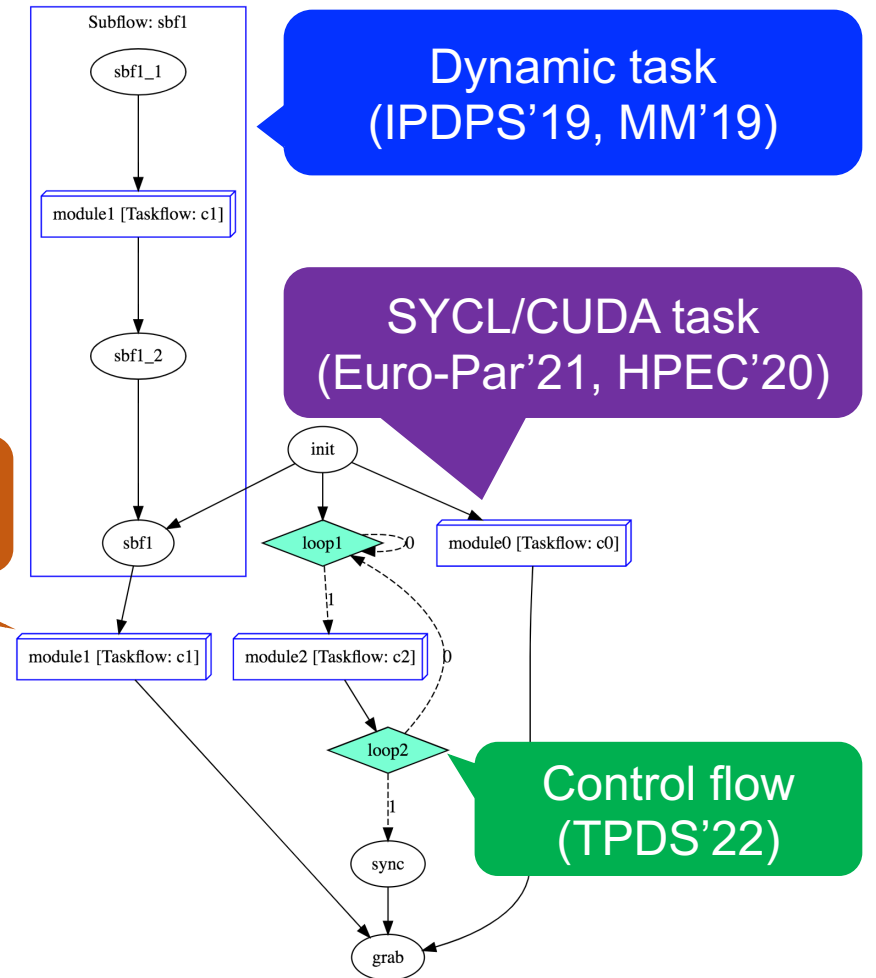 Subflow: sbf1
sbf1_1
Dynamic task
(IPDPS'19, MM'19)
module1 [Taskflow: c1]
SYCL/CUDA task
(Euro-Par'21, HPEC'20)
sbf1_2
init
sbf1
loop1
0
module0 [Taskflow: c0]
1
module1 [Taskflow: c1]
module2 [Taskflow: c2]
0
loop2
Control flow
(TPDS'22)
1
sync
grab